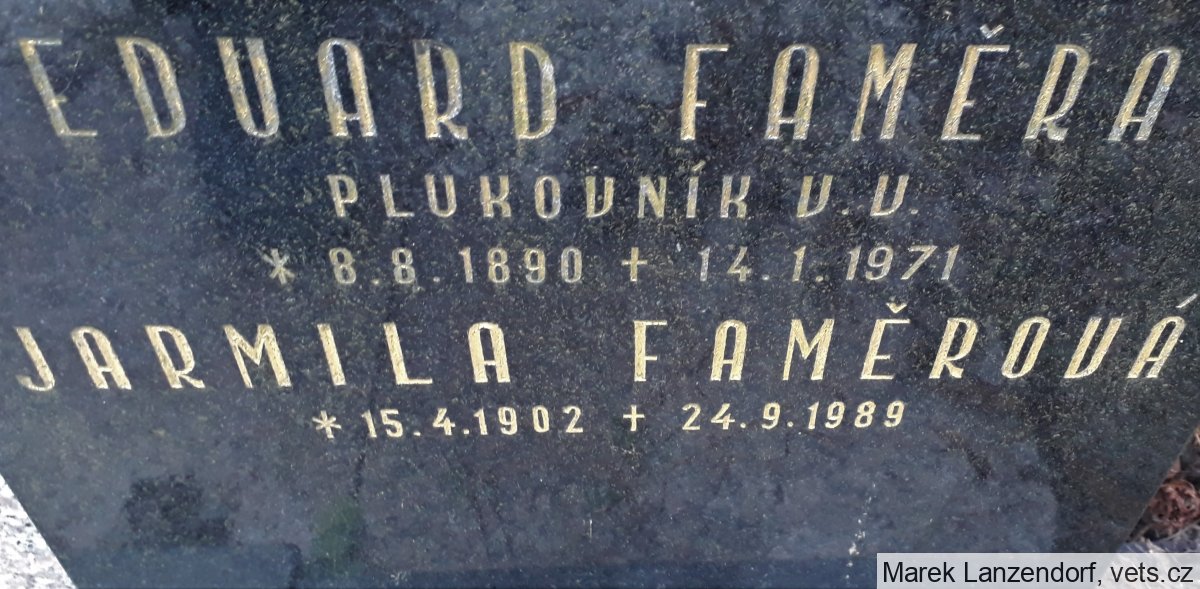 EDUARD FAMĚRA
PLUKOVNÍK V. V.
* 8.8.1890 + 14.1.1971
JARMILA FAMĚROVÁ
* 15.4.1902 + 24.9.1989
Marek Lanzendorf, vets.cz